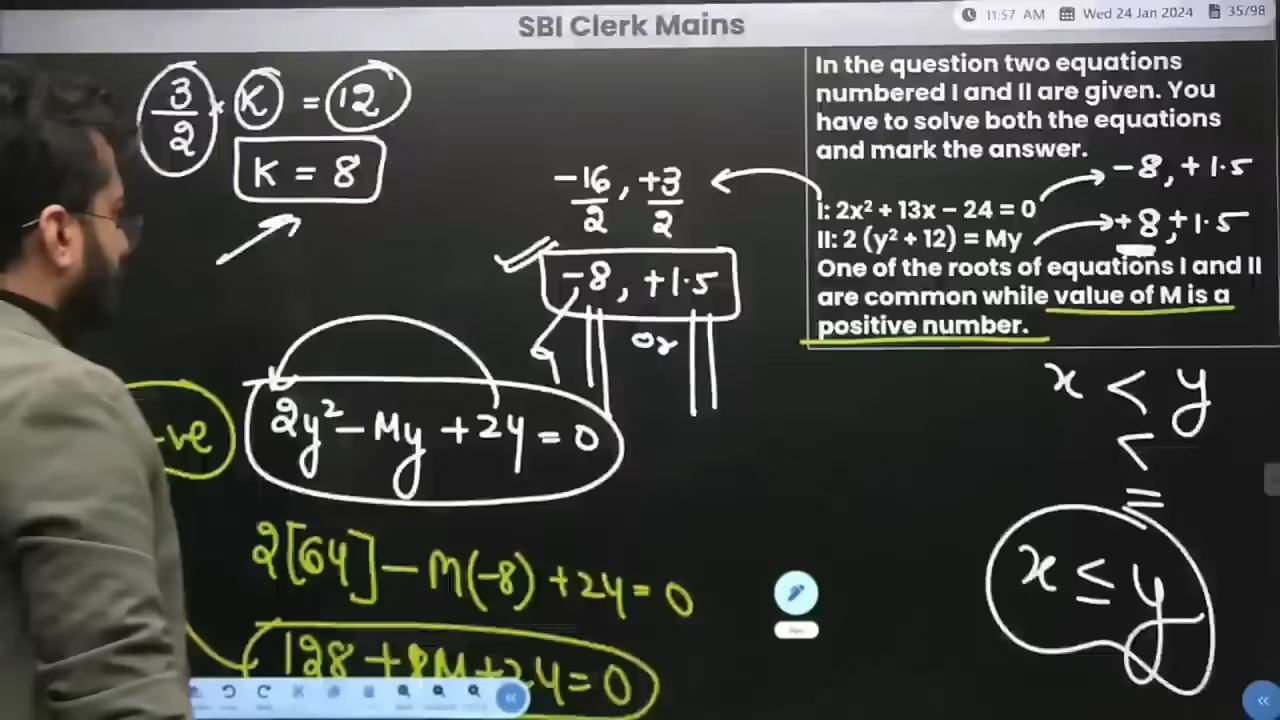 SBI Clerk Mains
11:57 AM Wed 24 Jan 2024 35/98
3/2 × K = 12
K = 8
-16/2 , +3/2
-8, +1.5
or
2y² - My + 24 = 0
-ve
2[64] - M(-8) + 24 = 0
128 + 8M + 24 = 0
In the question two equations
numbered I and II are given. You
have to solve both the equations
and mark the answer.
-8, +1.5
I: 2x² + 13x – 24 = 0
II: 2 (y² + 12) = My
+8, +1.5
One of the roots of equations I and II
are common while value of M is a
positive number.
x < y
<
=
x ≤ y